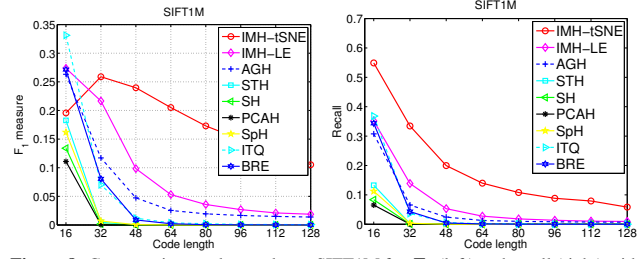 SIFT1M
0.35
0.3
0.25
0.2
0.15
0.1
0.05
0
F1 measure
16 32 48 64 80 96 112 128
Code length
IMH−tSNE
IMH−LE
AGH
STH
SH
PCAH
SpH
ITQ
BRE
SIFT1M
0.7
0.6
0.5
0.4
0.3
0.2
0.1
0
Recall
16 32 48 64 80 96 112 128
Code length
IMH−tSNE
IMH−LE
AGH
STH
SH
PCAH
SpH
ITQ
BRE